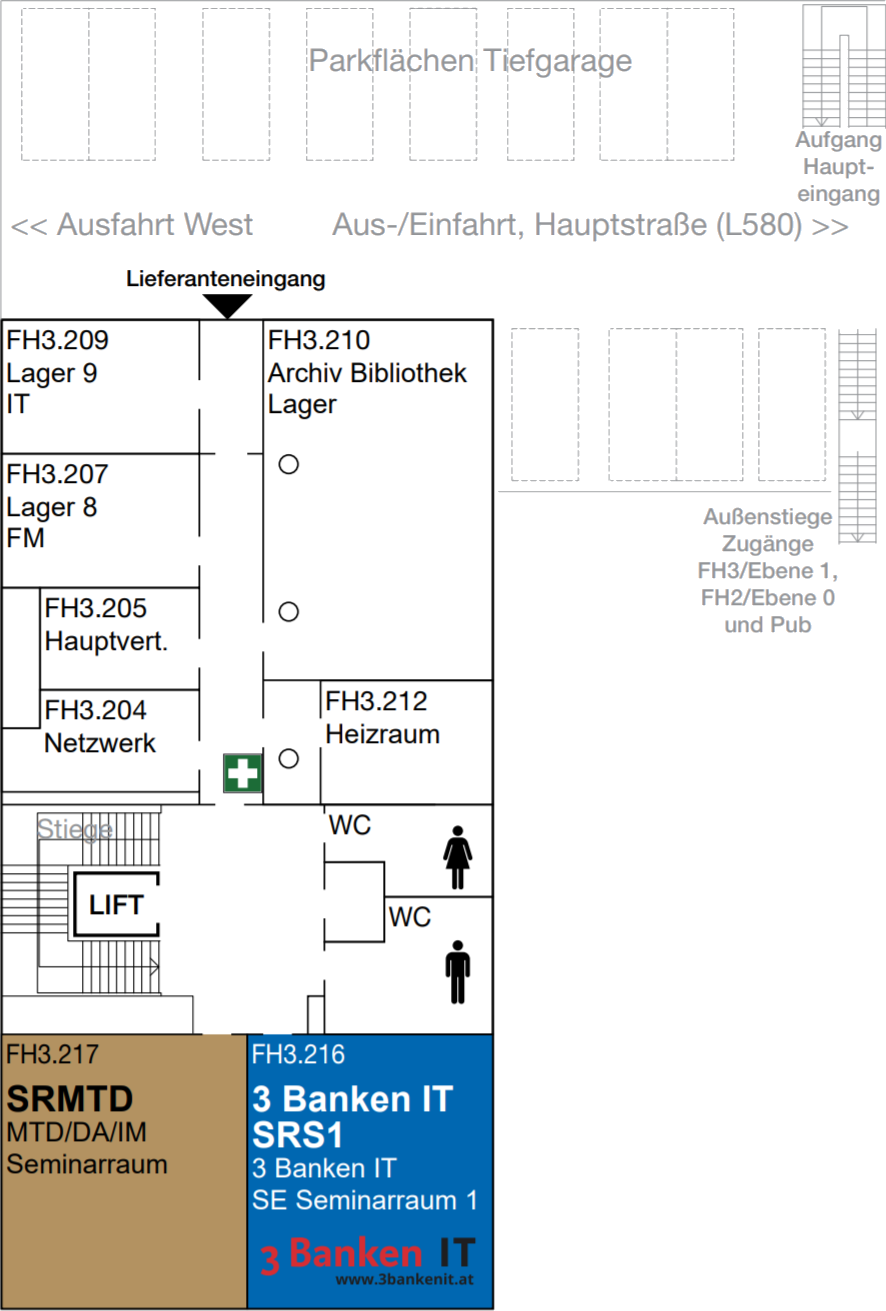 Parkflächen Tiefgarage
Aufgang
Haupt-
eingang
<< Ausfahrt West
Aus-/Einfahrt, Hauptstraße (L580) >>
Lieferanteneingang
FH3.209
Lager 9
IT
FH3.210
Archiv Bibliothek
Lager
FH3.207
Lager 8
FM
Außenstiege
Zugänge
FH3/Ebene 1,
FH2/Ebene 0
und Pub
FH3.205
Hauptvert.
FH3.204
Netzwerk
FH3.212
Heizraum
Stiege
LIFT
WC
WC
FH3.217
SRMTD
MTD/DA/IM
Seminarraum
FH3.216
3 Banken IT
SRS1
3 Banken IT
SE Seminarraum 1
3 Banken IT
www.3bankenit.at